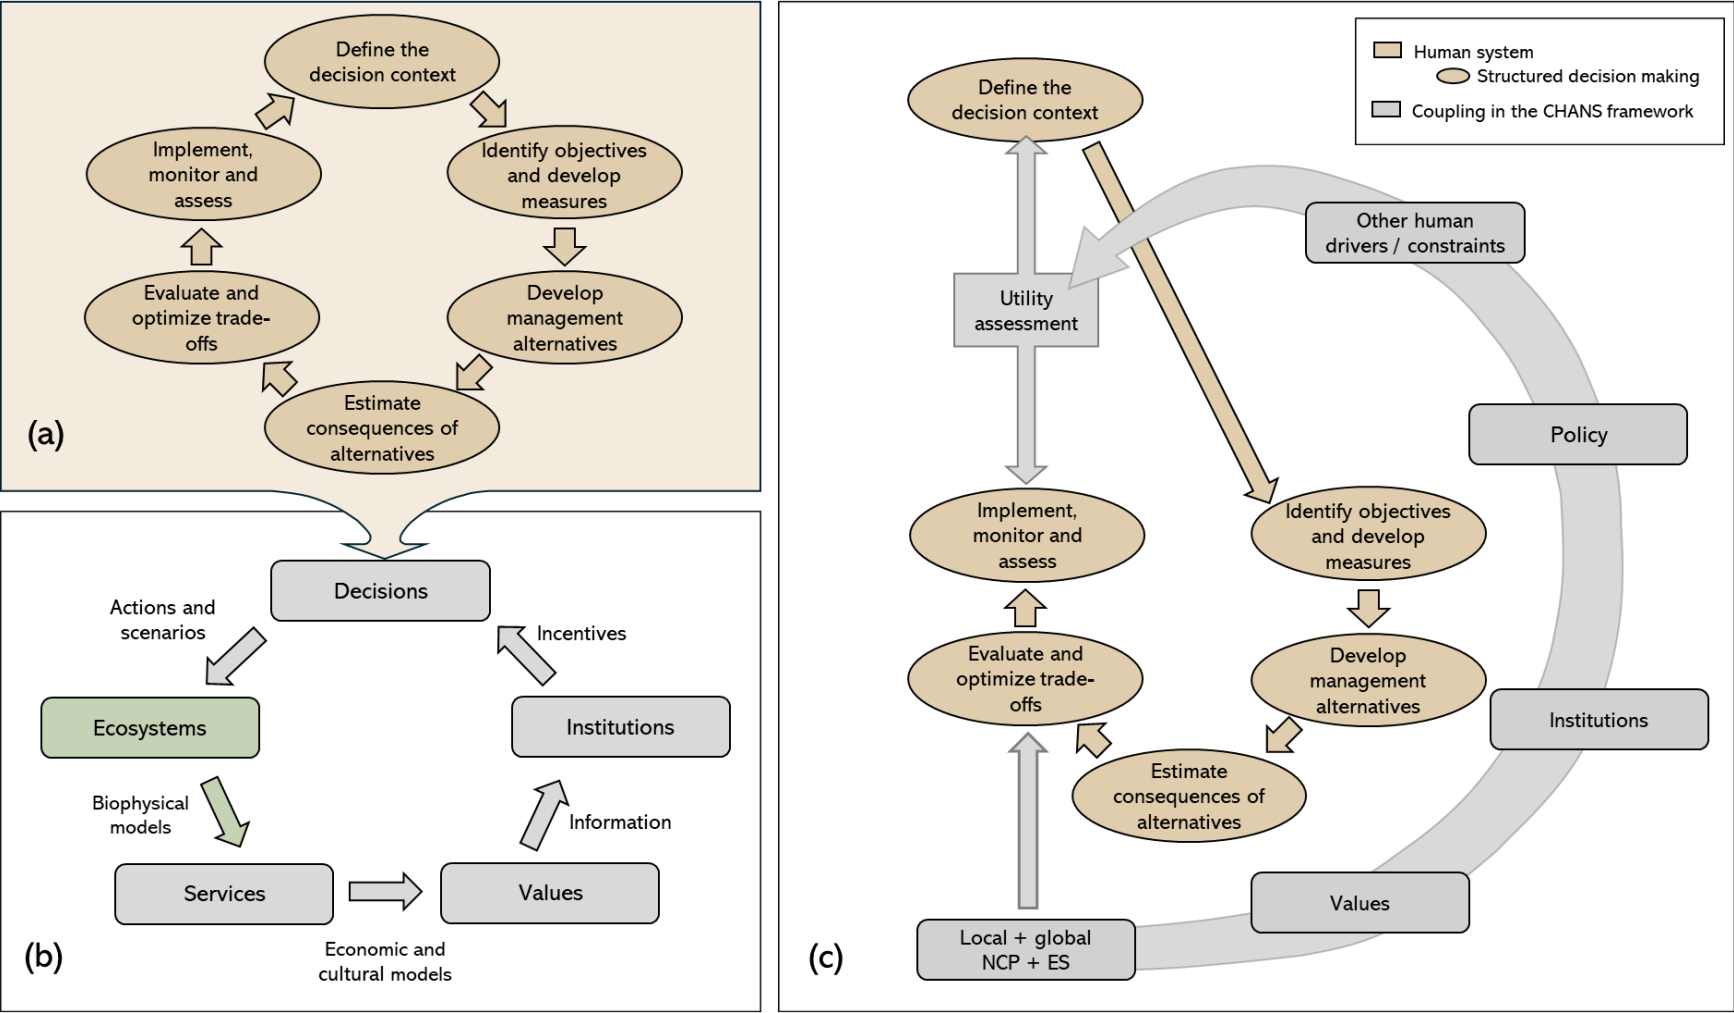 Define the
decision context
Implement,
monitor and
assess
Identify objectives
and develop
measures
Evaluate and
optimize trade-
offs
Develop
management
alternatives
Estimate
consequences of
alternatives
(a)
Decisions
Actions and
scenarios
Incentives
Ecosystems
Institutions
Biophysical
models
Information
Services
Values
Economic and
cultural models
(b)
Human system
Structured decision making
Coupling in the CHANS framework
Define the
decision context
Other human
drivers / constraints
Utility
assessment
Policy
Implement,
monitor and
assess
Identify objectives
and develop
measures
Evaluate and
optimize trade-
offs
Develop
management
alternatives
Institutions
Estimate
consequences of
alternatives
Values
Local + global
NCP + ES
(c)